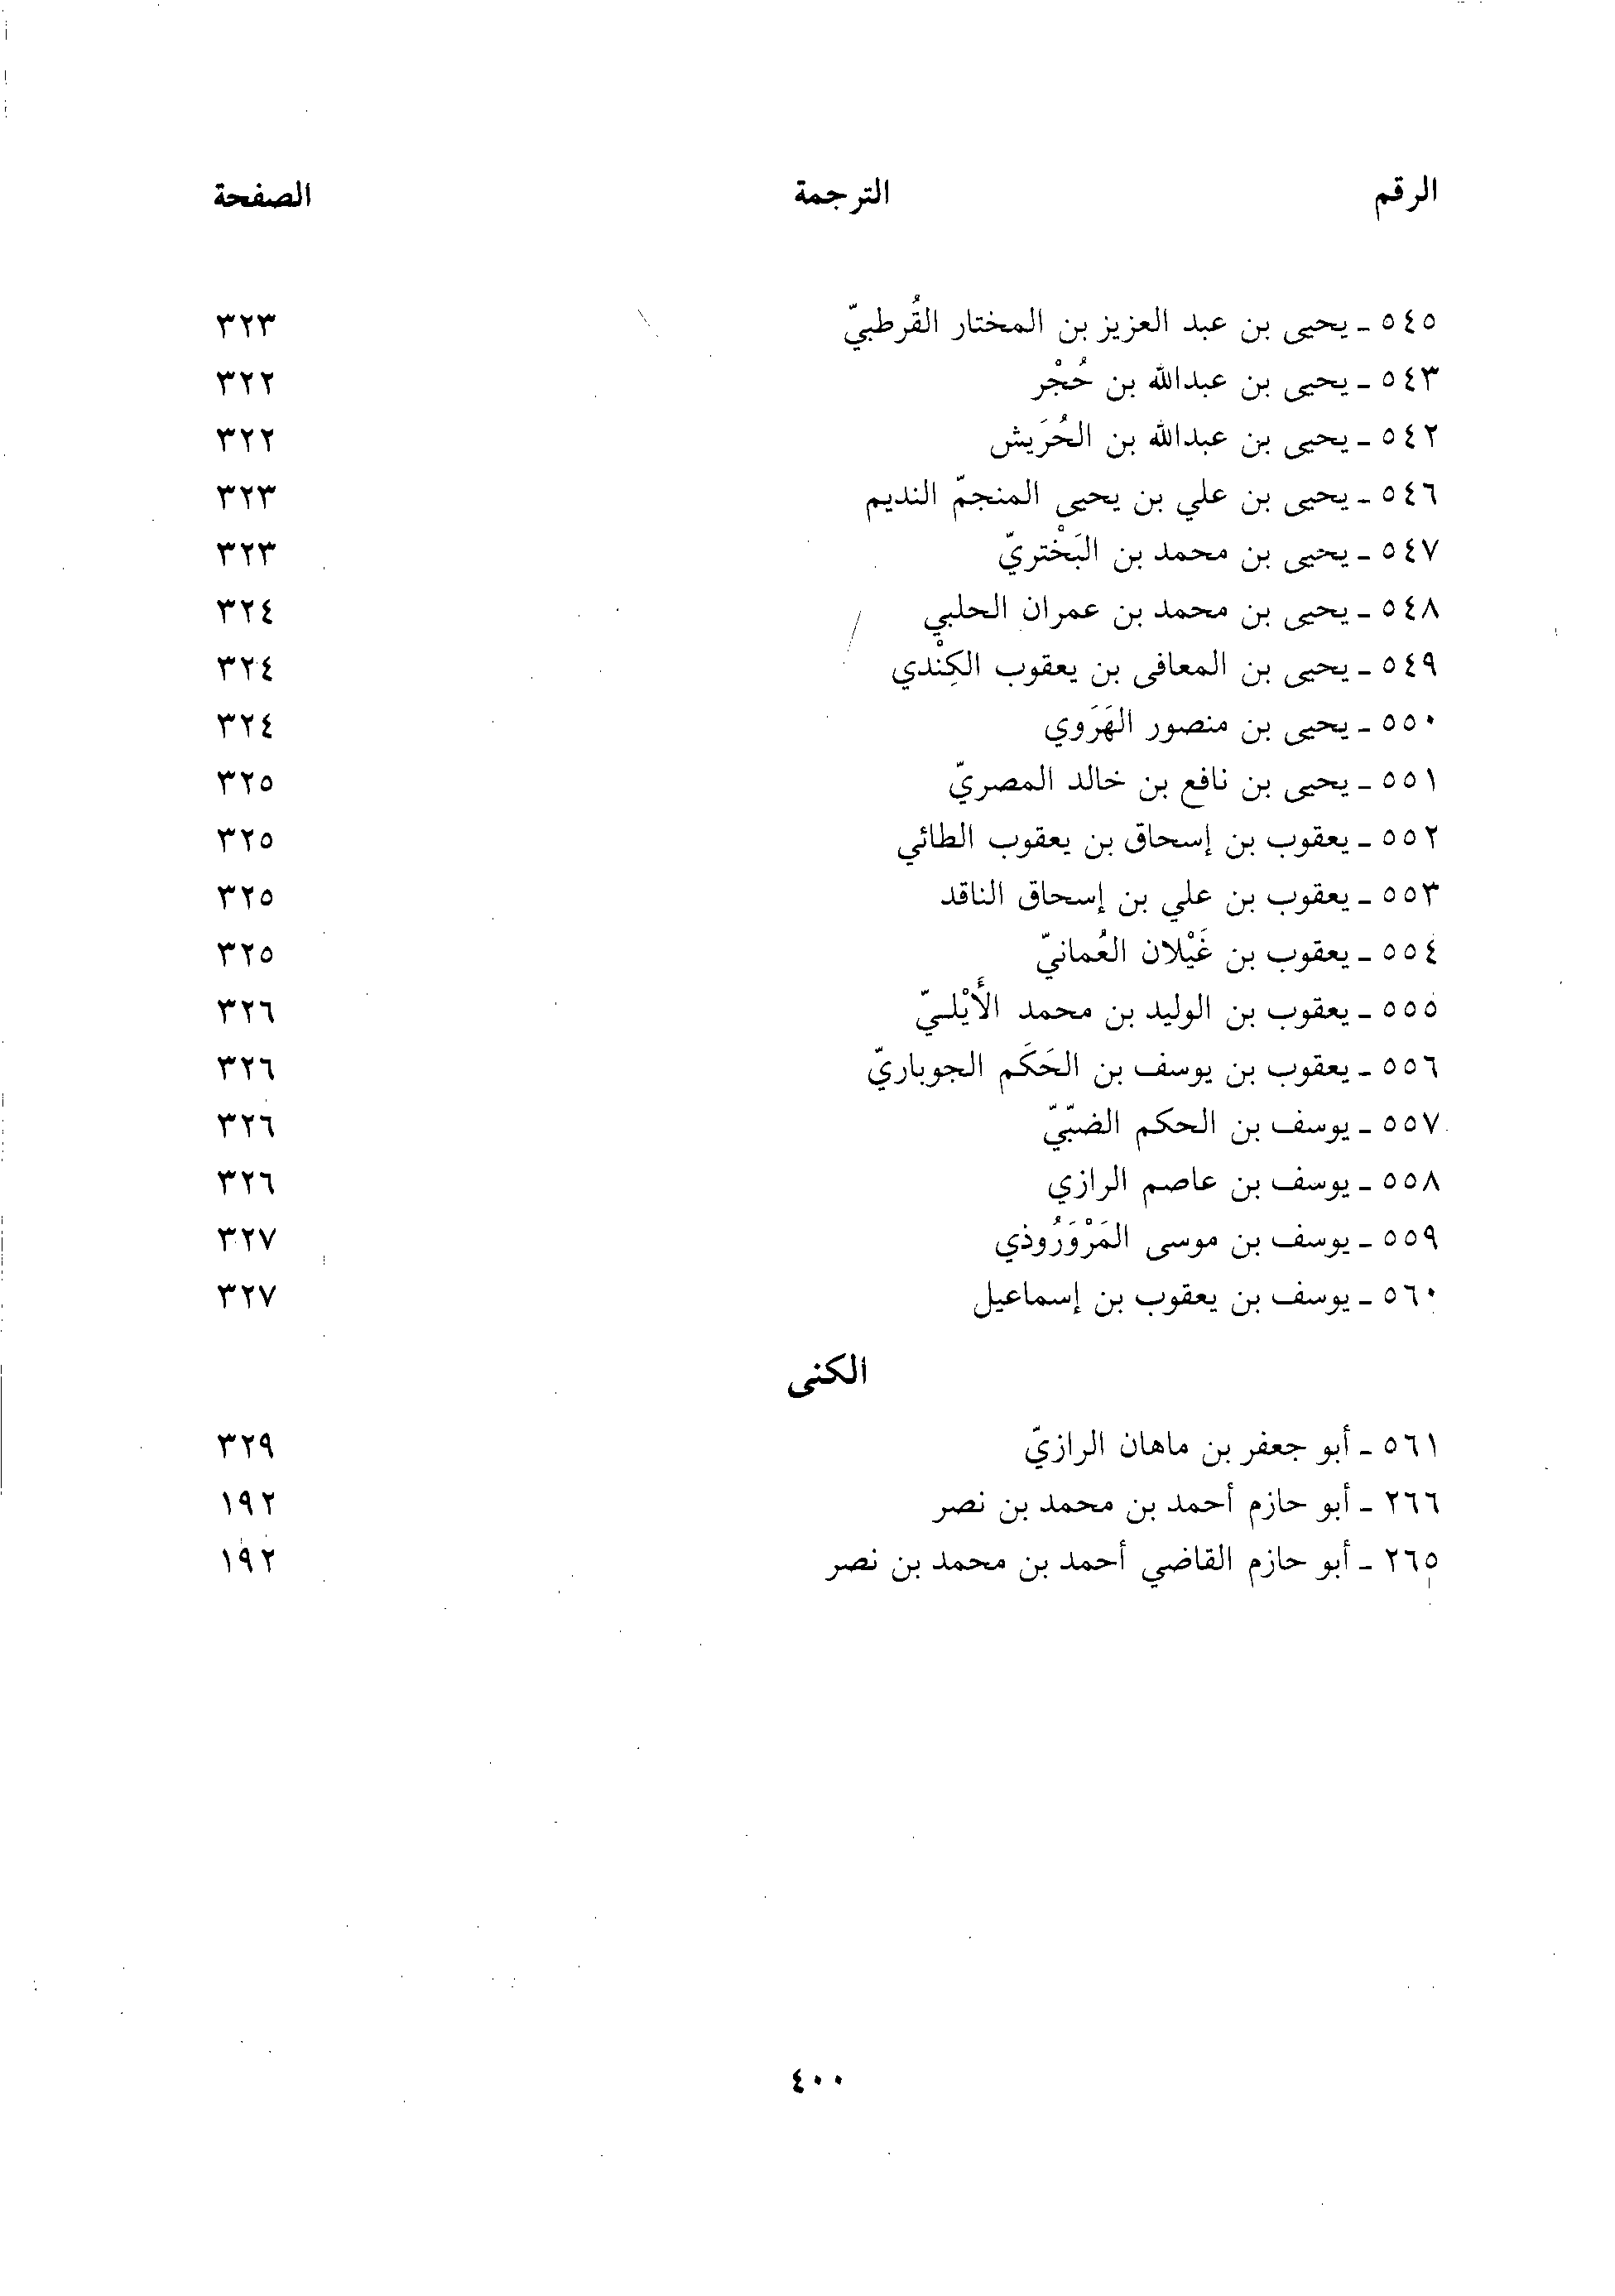 الرقم الترجمة الصفحة
٥٤٥ ـ يحيى بن عبد العزيز بن المختار القُرطبيّ ٣٢٣
٥٤٣ ـ يحيى بن عبدالله بن حُجْر ٣٢٢
٥٤٢ ـ يحيى بن عبدالله بن الحُرَيش ٣٢٢
٥٤٦ ـ يحيى بن علي بن يحيى المنجمّ النديم ٣٢٣
٥٤٧ ـ يحيى بن محمد بن البَخْتريّ ٣٢٣
٥٤٨ ـ يحيى بن محمد بن عمران الحلبي ٣٢٤
٥٤٩ ـ يحيى بن المعافى بن يعقوب الكِنْدي ٣٢٤
٥٥٠ ـ يحيى بن منصور الهَرَوي ٣٢٤
٥٥١ ـ يحيى بن نافع بن خالد المصريّ ٣٢٥
٥٥٢ ـ يعقوب بن إسحاق بن يعقوب الطائي ٣٢٥
٥٥٣ ـ يعقوب بن علي بن إسحاق الناقد ٣٢٥
٥٥٤ ـ يعقوب بن غَيْلان العُمانيّ ٣٢٥
٥٥٥ ـ يعقوب بن الوليد بن محمد الأَيْليّ ٣٢٦
٥٥٦ ـ يعقوب بن يوسف بن الحَكَم الجوباريّ ٣٢٦
٥٥٧ ـ يوسف بن الحكم الضبّيّ ٣٢٦
٥٥٨ ـ يوسف بن عاصم الرازي ٣٢٦
٥٥٩ ـ يوسف بن موسى المَرْوَرُوذي ٣٢٧
٥٦٠ ـ يوسف بن يعقوب بن إسماعيل ٣٢٧
الكنى
٥٦١ ـ أبو جعفر بن ماهان الرازيّ ٣٢٩
٢٦٦ ـ أبو حازم أحمد بن محمد بن نصر ١٩٢
٢٦٥ ـ أبو حازم القاضي أحمد بن محمد بن نصر ١٩٢
٤٠٠